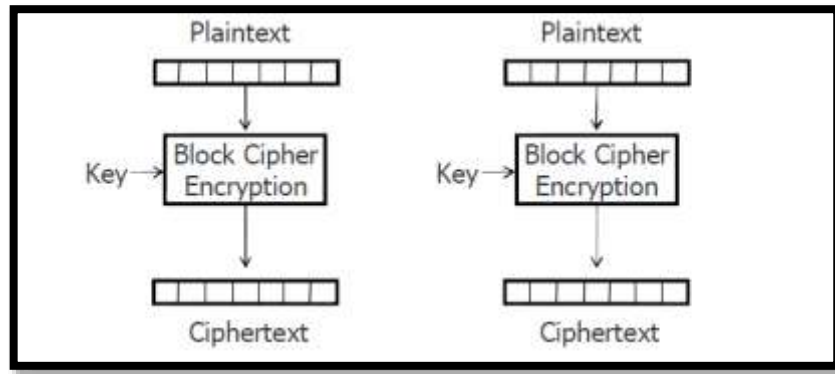 Plaintext
Plaintext
Key
Block Cipher
Encryption
Key
Block Cipher
Encryption
Ciphertext
Ciphertext